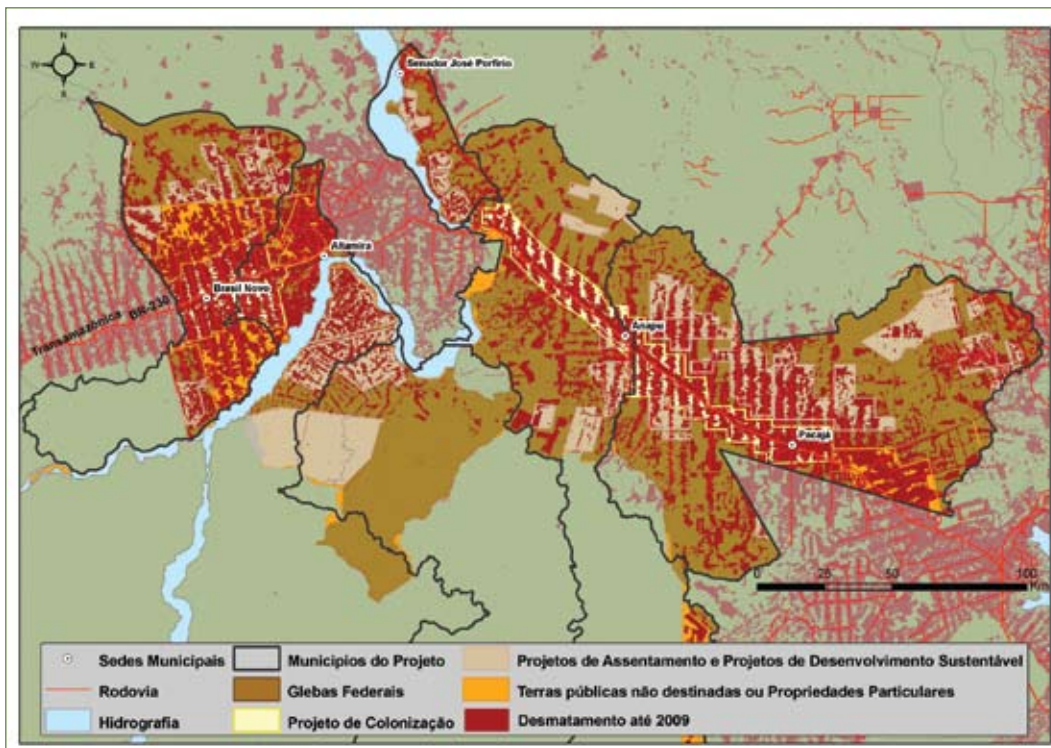 N
W E
S
Senador José Porfírio
Altamira
Brasil Novo
Transamazônica BR-230
Anapu
Pacajá
0 25 50 100
Km
Sedes Municipais
Municípios do Projeto
Projetos de Assentamento e Projetos de Desenvolvimento Sustentável
Rodovia
Glebas Federais
Terras públicas não destinadas ou Propriedades Particulares
Hidrografia
Projeto de Colonização
Desmatamento até 2009